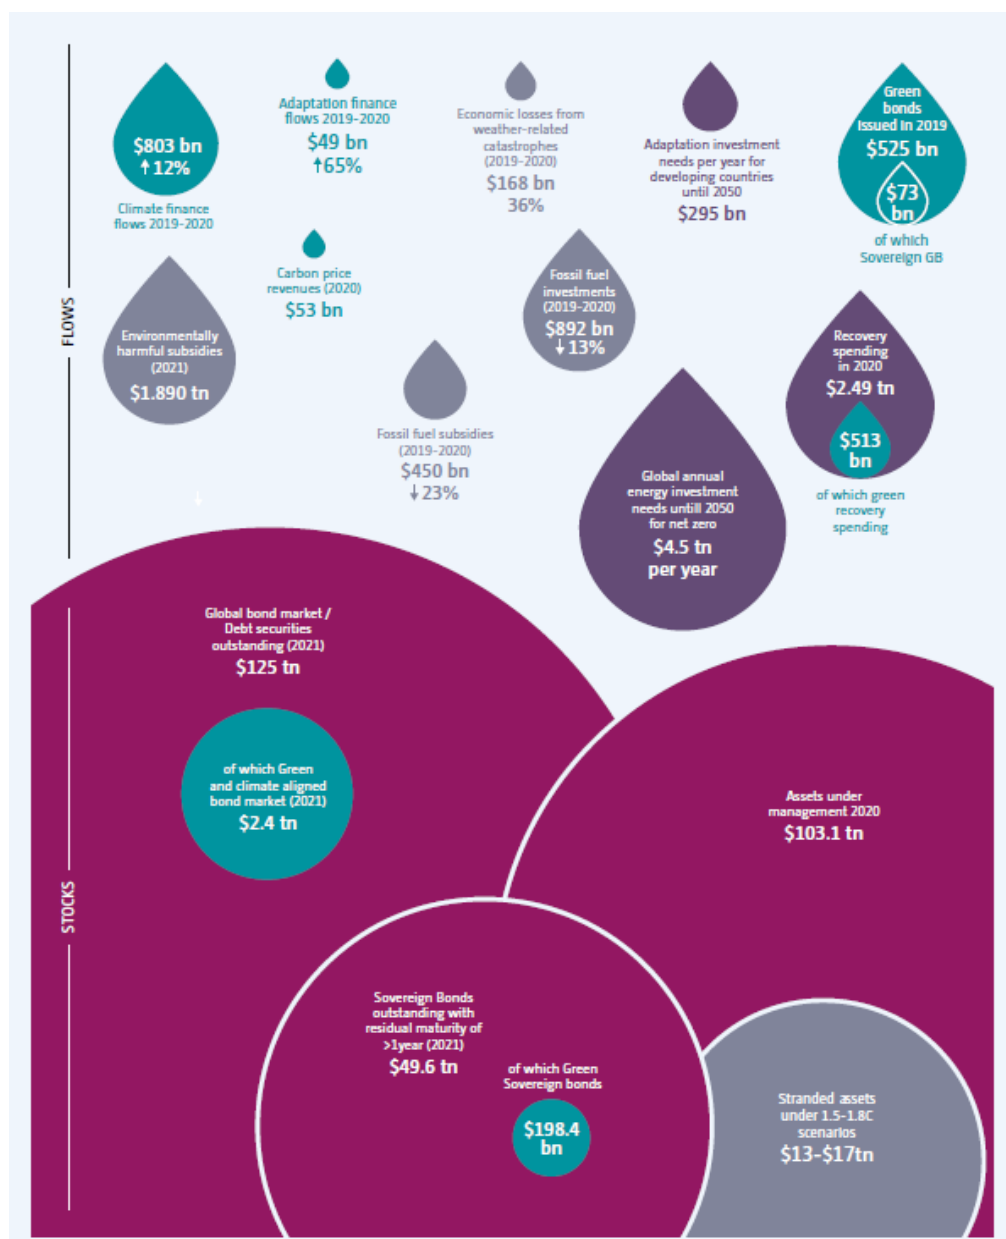 $803 bn
↑12%
Climate finance
flows 2019-2020
Adaptation finance
flows 2019-2020
$49 bn
↑65%
Economic losses from
weather-related
catastrophes
(2019-2020)
$168 bn
36%
Adaptation investment
needs per year for
developing countries
until 2050
$295 bn
Green
bonds
issued in 2019
$525 bn
$73
bn
of which
Sovereign GB
FLOWS
Environmentally
harmful subsidies
(2021)
$1.890 tn
Carbon price
revenues (2020)
$53 bn
Fossil fuel
investments
(2019-2020)
$892 bn
↓13%
Recovery
spending
in 2020
$2.49 tn
$513
bn
of which green
recovery
spending
Fossil fuel subsidies
(2019-2020)
$450 bn
↓23%
Global annual
energy investment
needs untill 2050
for net zero
$4.5 tn
per year
STOCKS
Global bond market /
Debt securities
outstanding (2021)
$125 tn
of which Green
and climate aligned
bond market (2021)
$2.4 tn
Assets under
management 2020
$103.1 tn
Sovereign Bonds
outstanding with
residual maturity of
>1year (2021)
$49.6 tn
of which Green
Sovereign bonds
$198.4
bn
Stranded assets
under 1.5-1.8C
scenarios
$13-$17tn